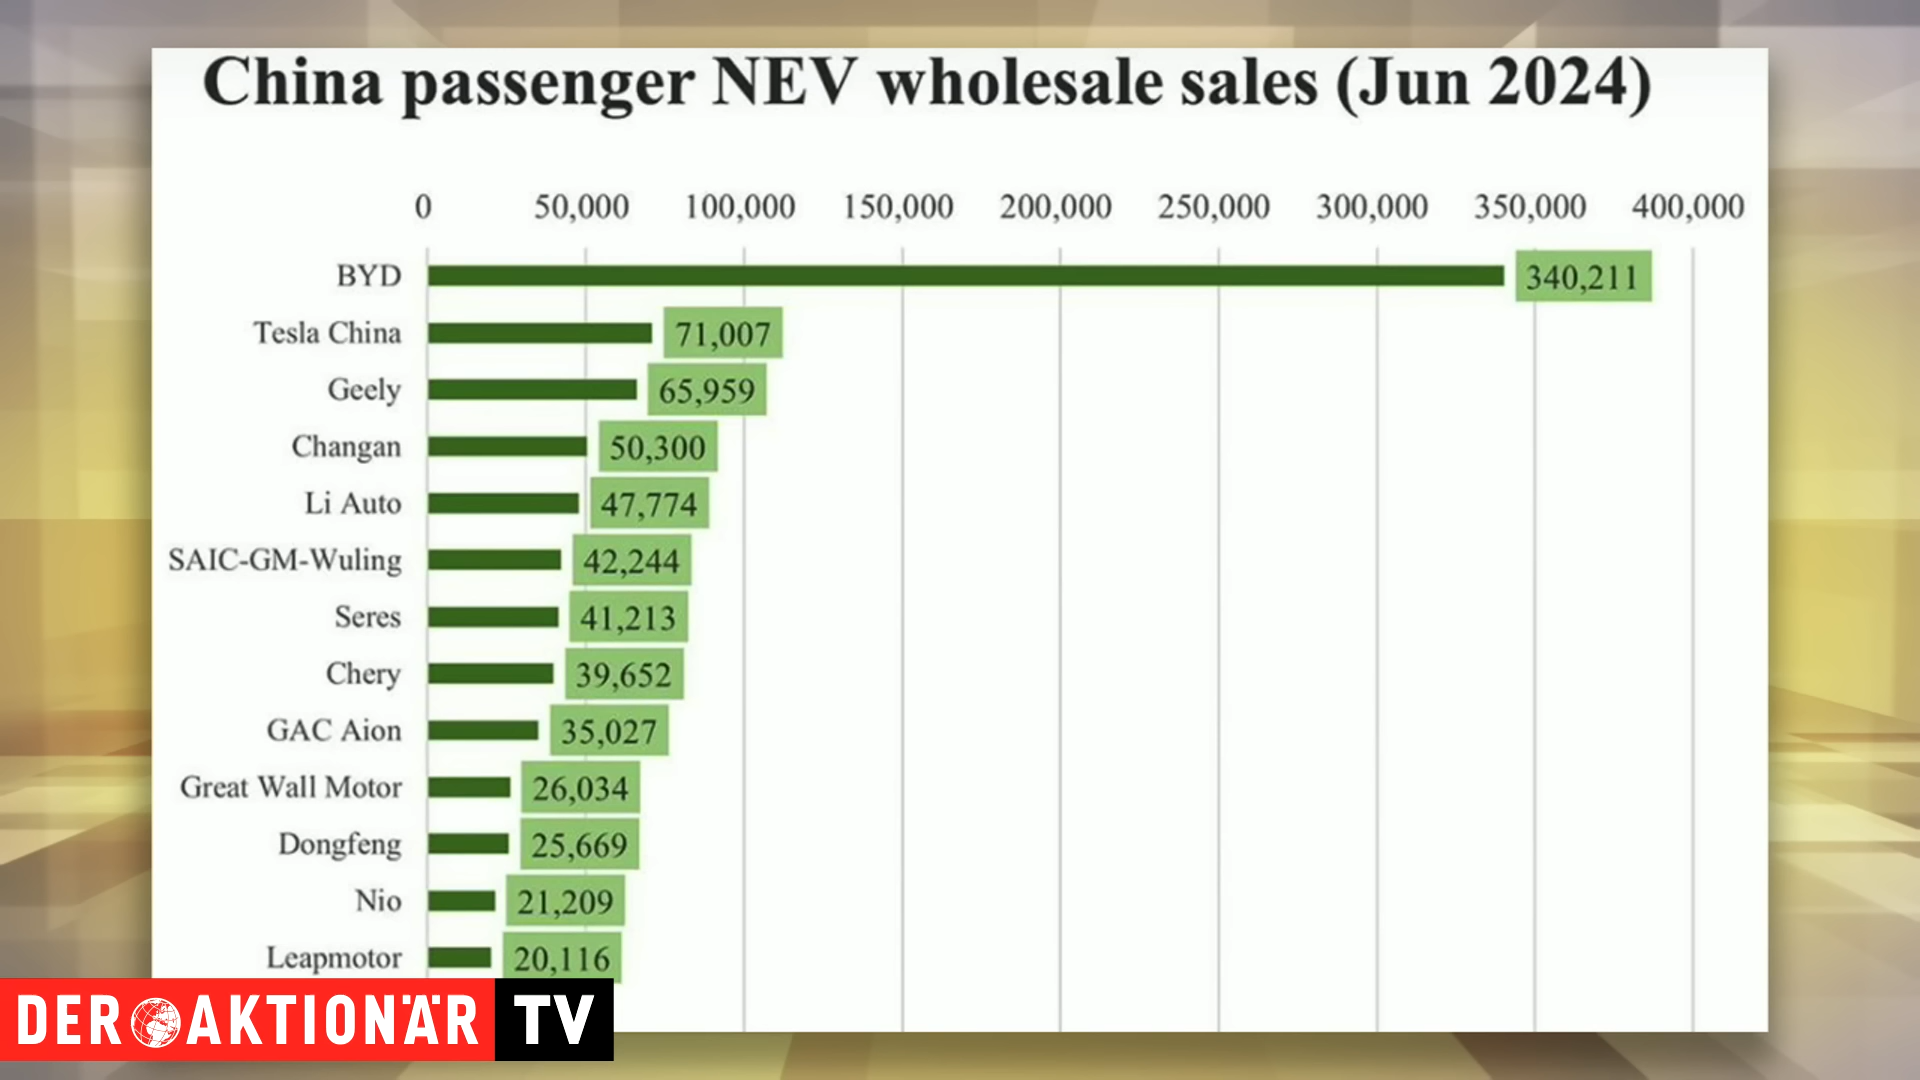 China passenger NEV wholesale sales (Jun 2024)
0 50,000 100,000 150,000 200,000 250,000 300,000 350,000 400,000
BYD 340,211
Tesla China 71,007
Geely 65,959
Changan 50,300
Li Auto 47,774
SAIC-GM-Wuling 42,244
Seres 41,213
Chery 39,652
GAC Aion 35,027
Great Wall Motor 26,034
Dongfeng 25,669
Nio 21,209
Leapmotor 20,116
DER AKTIONÄR TV